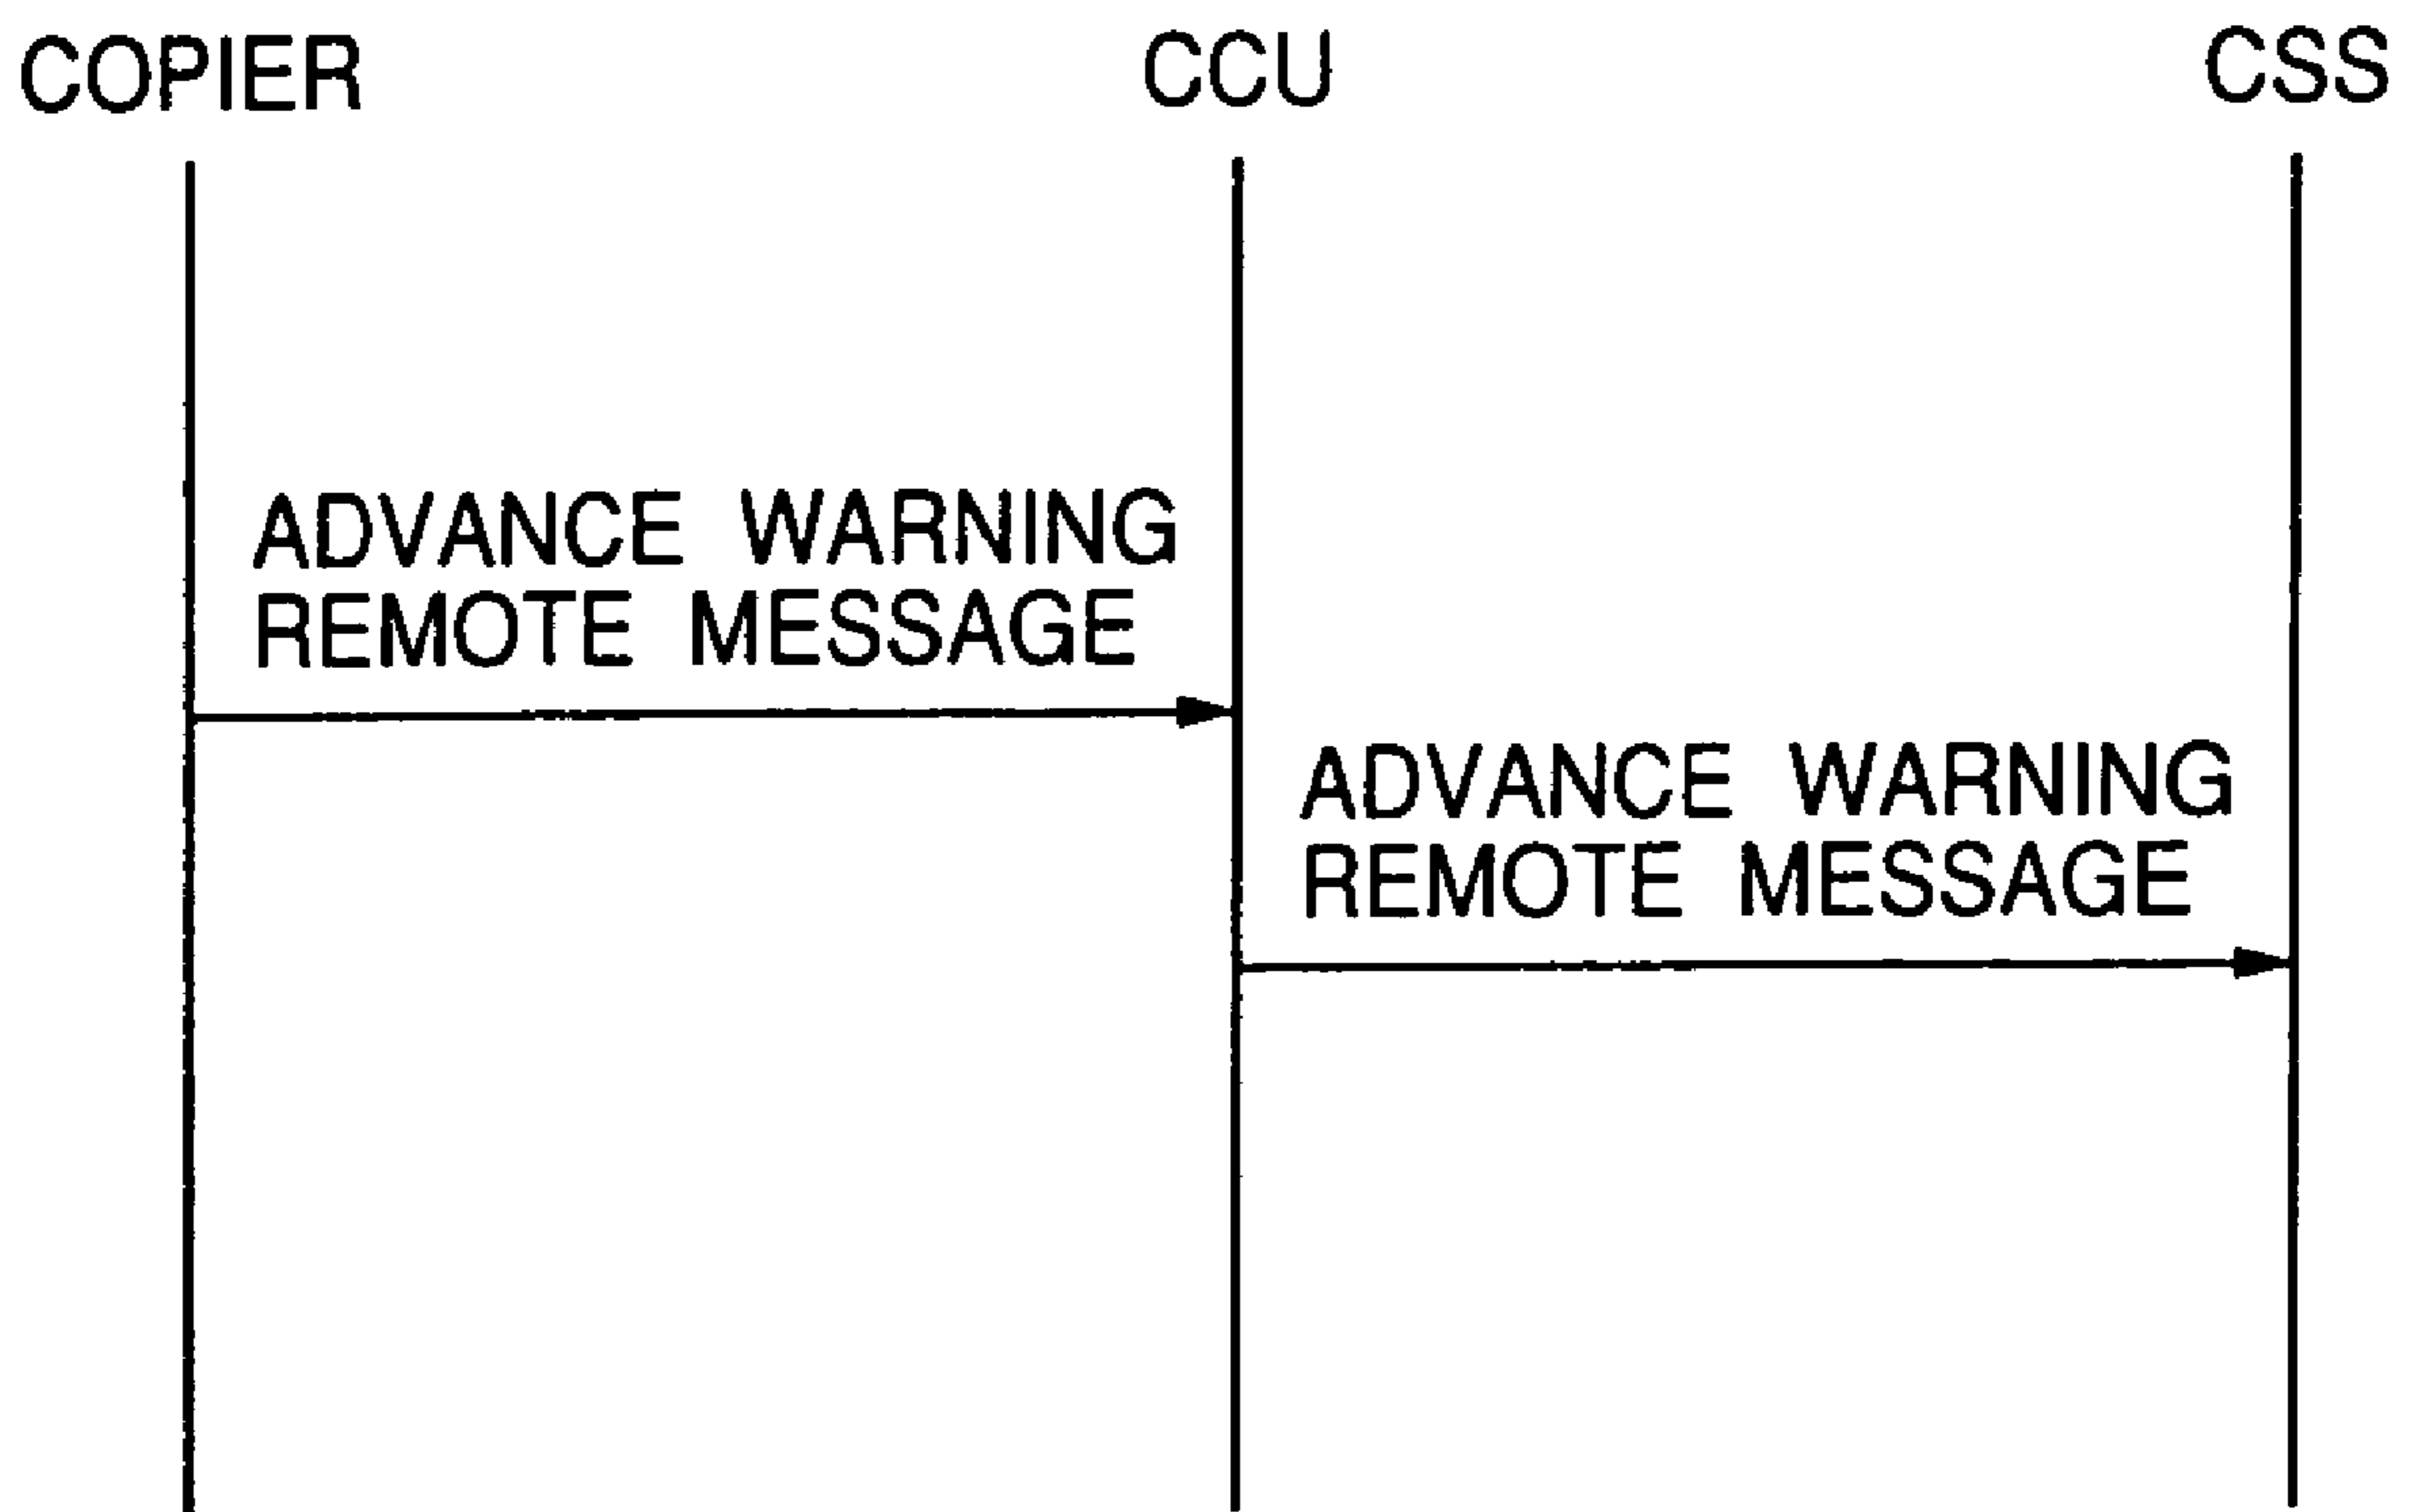 COPIER CCU CSS
ADVANCE WARNING
REMOTE MESSAGE
ADVANCE WARNING
REMOTE MESSAGE